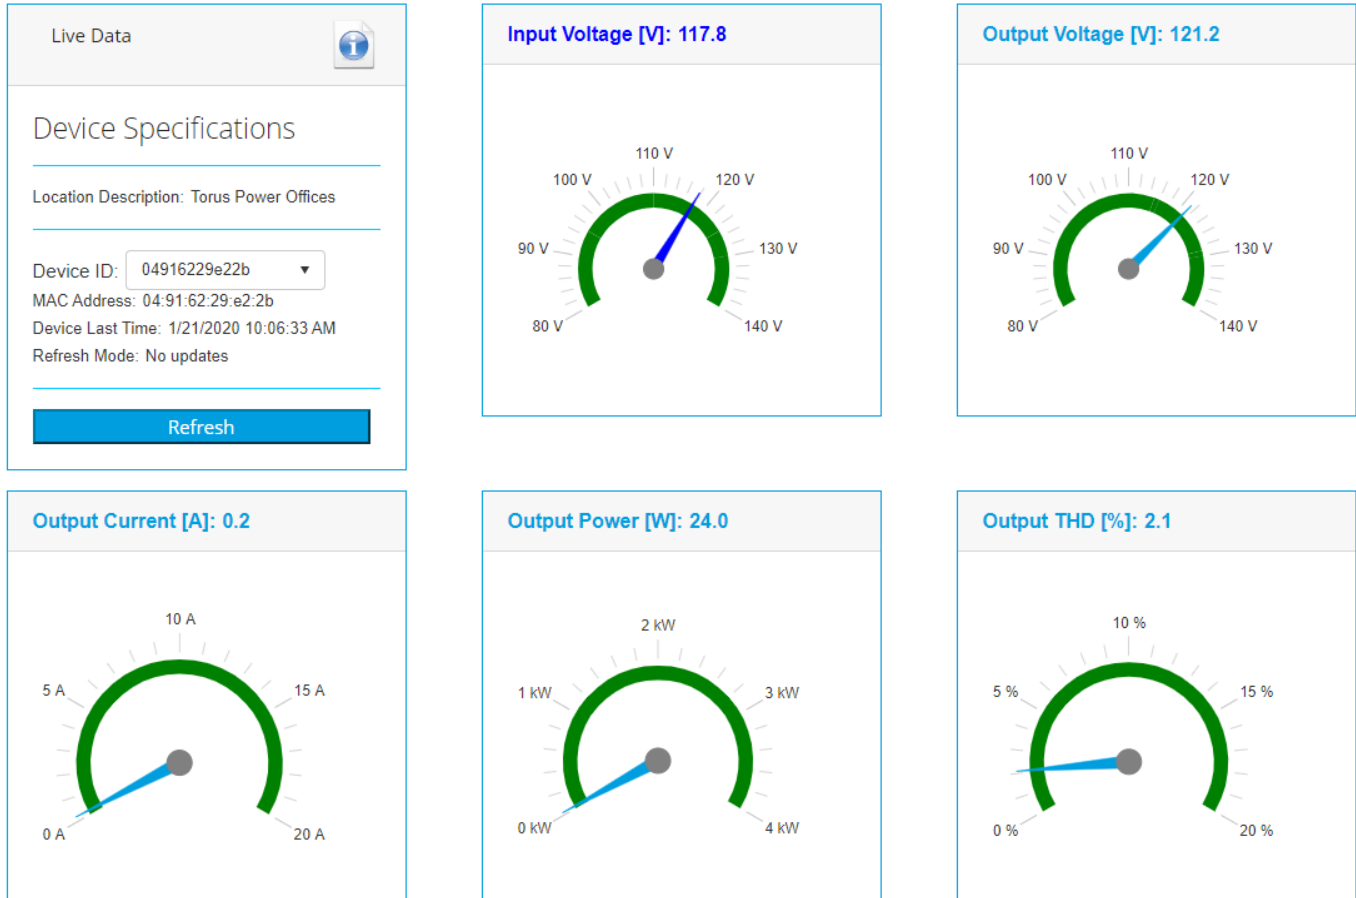 Live Data
Device Specifications
Location Description: Torus Power Offices
Device ID: 04916229e22b
MAC Address: 04:91:62:29:e2:2b
Device Last Time: 1/21/2020 10:06:33 AM
Refresh Mode: No updates
Refresh
Input Voltage [V]: 117.8
110 V
100 V
120 V
90 V
130 V
80 V
140 V
Output Voltage [V]: 121.2
110 V
100 V
120 V
90 V
130 V
80 V
140 V
Output Current [A]: 0.2
10 A
5 A
15 A
0 A
20 A
Output Power [W]: 24.0
2 kW
1 kW
3 kW
0 kW
4 kW
Output THD [%]: 2.1
10 %
5 %
15 %
0 %
20 %